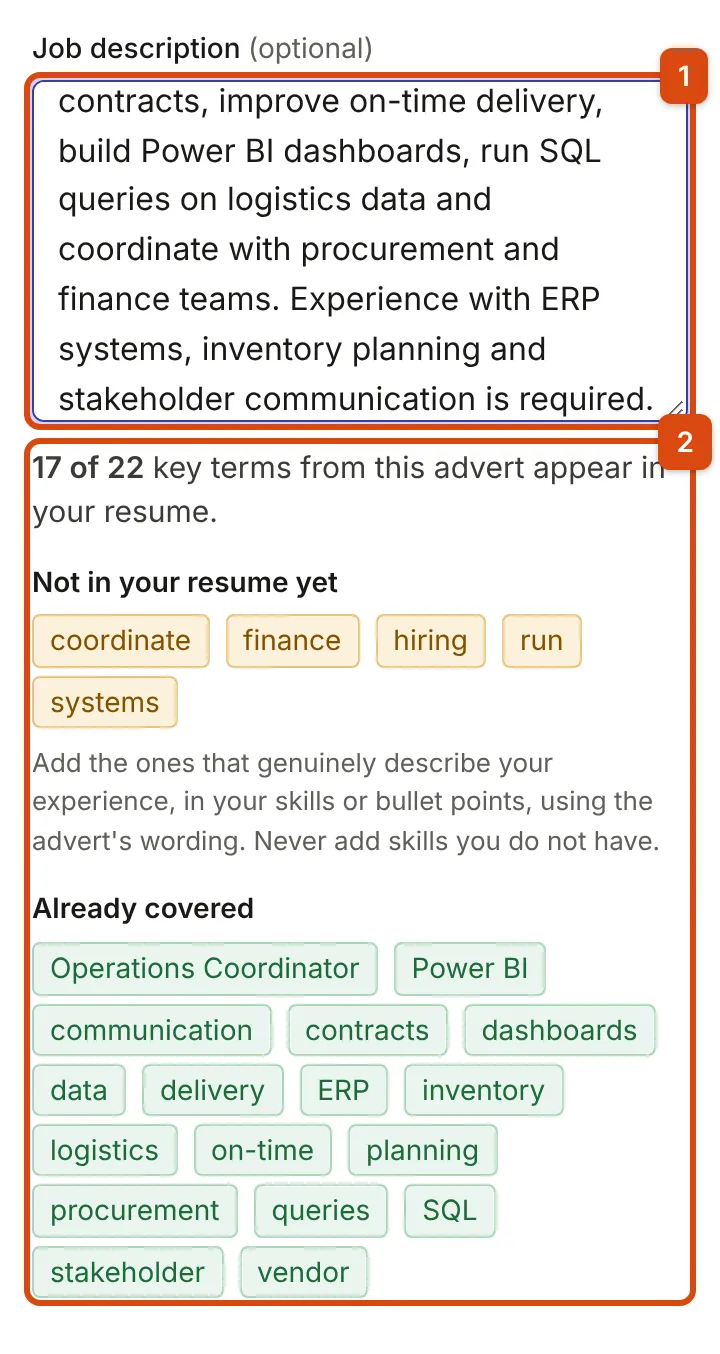 Job description (optional)
1
contracts, improve on-time delivery,
build Power BI dashboards, run SQL
queries on logistics data and
coordinate with procurement and
finance teams. Experience with ERP
systems, inventory planning and
stakeholder communication is required.
2
17 of 22 key terms from this advert appear in
your resume.
Not in your resume yet
coordinate finance hiring run
systems
Add the ones that genuinely describe your
experience, in your skills or bullet points, using the
advert's wording. Never add skills you do not have.
Already covered
Operations Coordinator Power BI
communication contracts dashboards
data delivery ERP inventory
logistics on-time planning
procurement queries SQL
stakeholder vendor